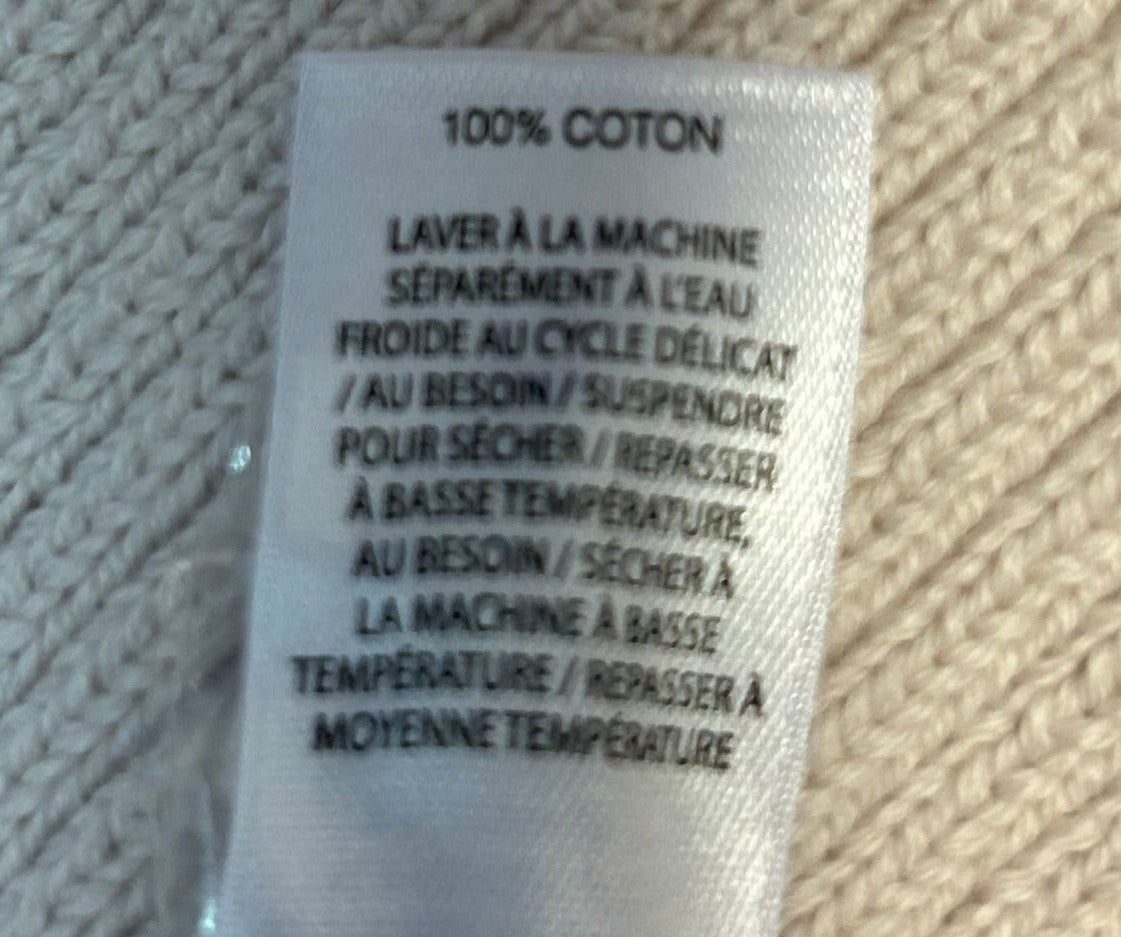 100% COTON
LAVER À LA MACHINE
SÉPARÉMENT À L'EAU
FROIDE AU CYCLE DÉLICAT
/ AU BESOIN / SUSPENDRE
POUR SÉCHER / REPASSER
À BASSE TEMPÉRATURE,
AU BESOIN / SÉCHER À
LA MACHINE À BASSE
TEMPÉRATURE / REPASSER À
MOYENNE TEMPÉRATURE